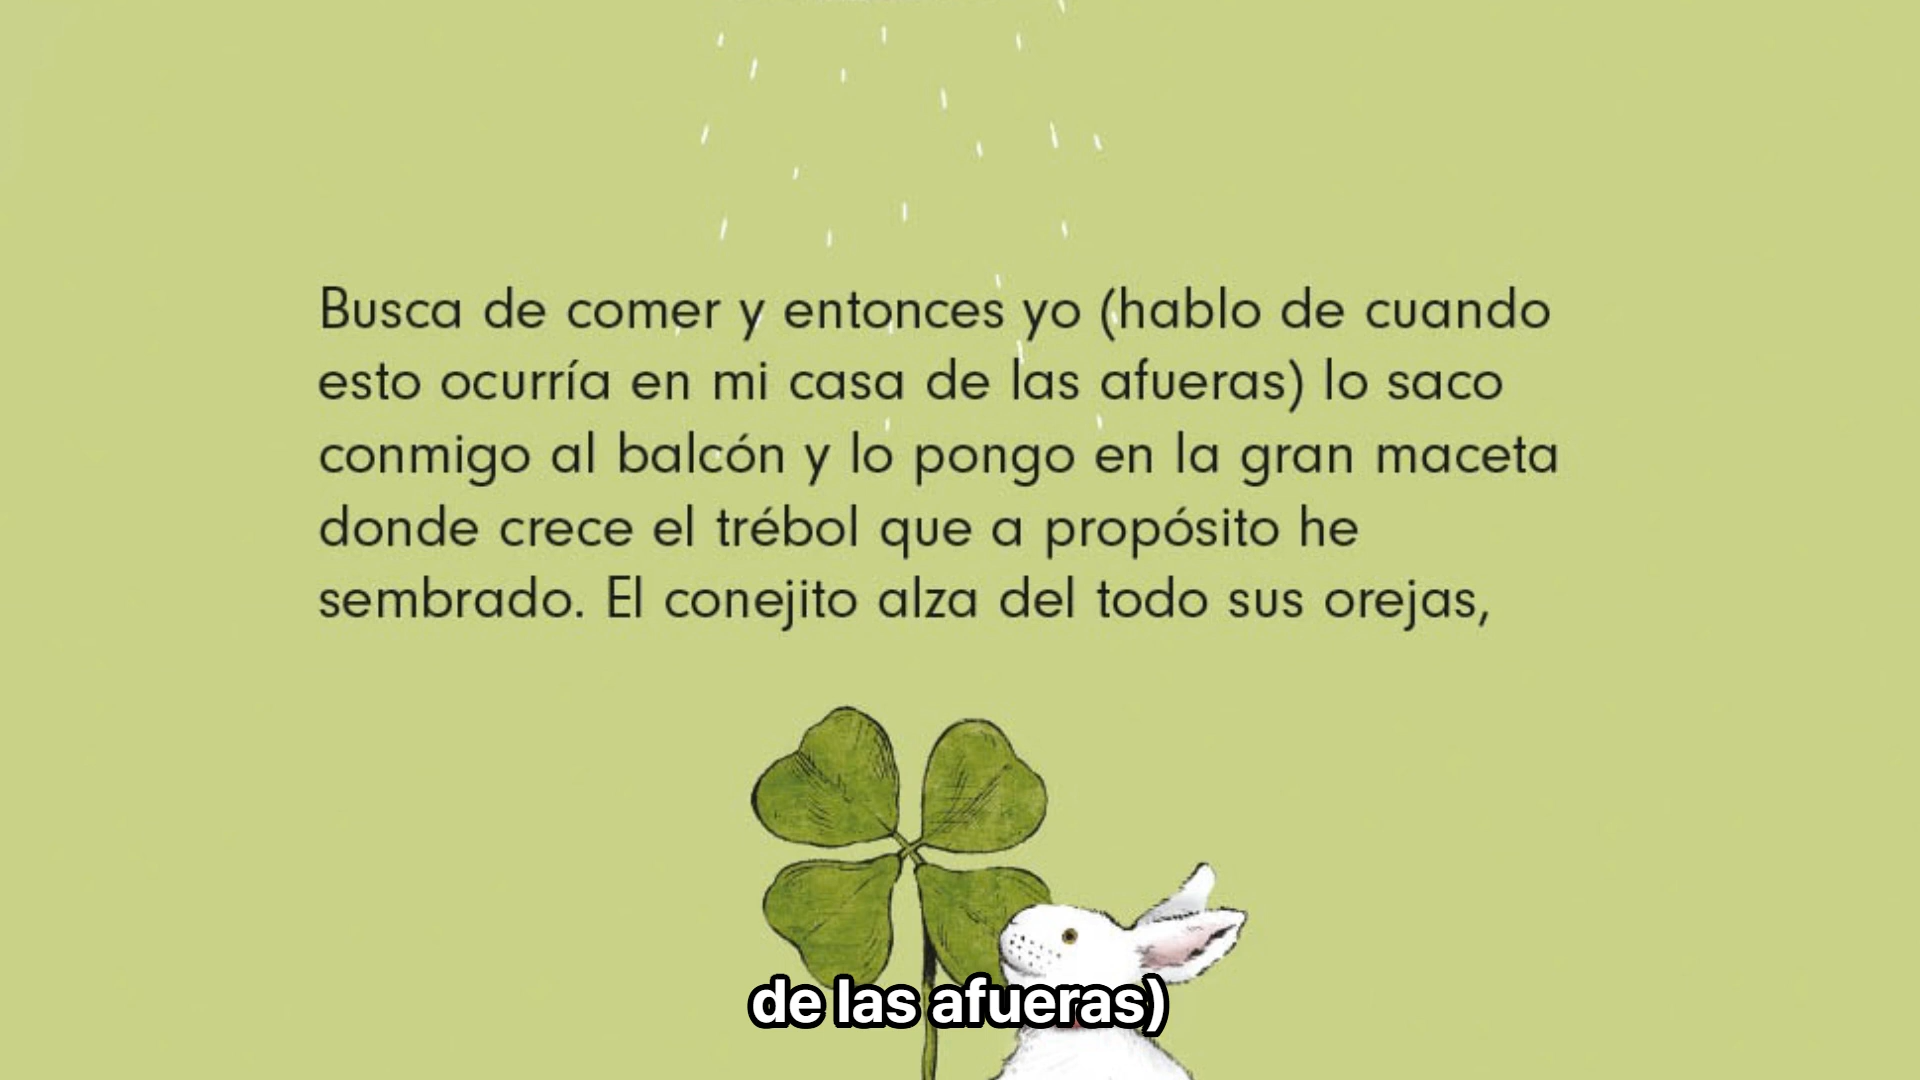 Busca de comer y entonces yo (hablo de cuando
esto ocurría en mi casa de las afueras) lo saco
conmigo al balcón y lo pongo en la gran maceta
donde crece el trébol que a propósito he
sembrado. El conejito alza del todo sus orejas,
de las afueras)